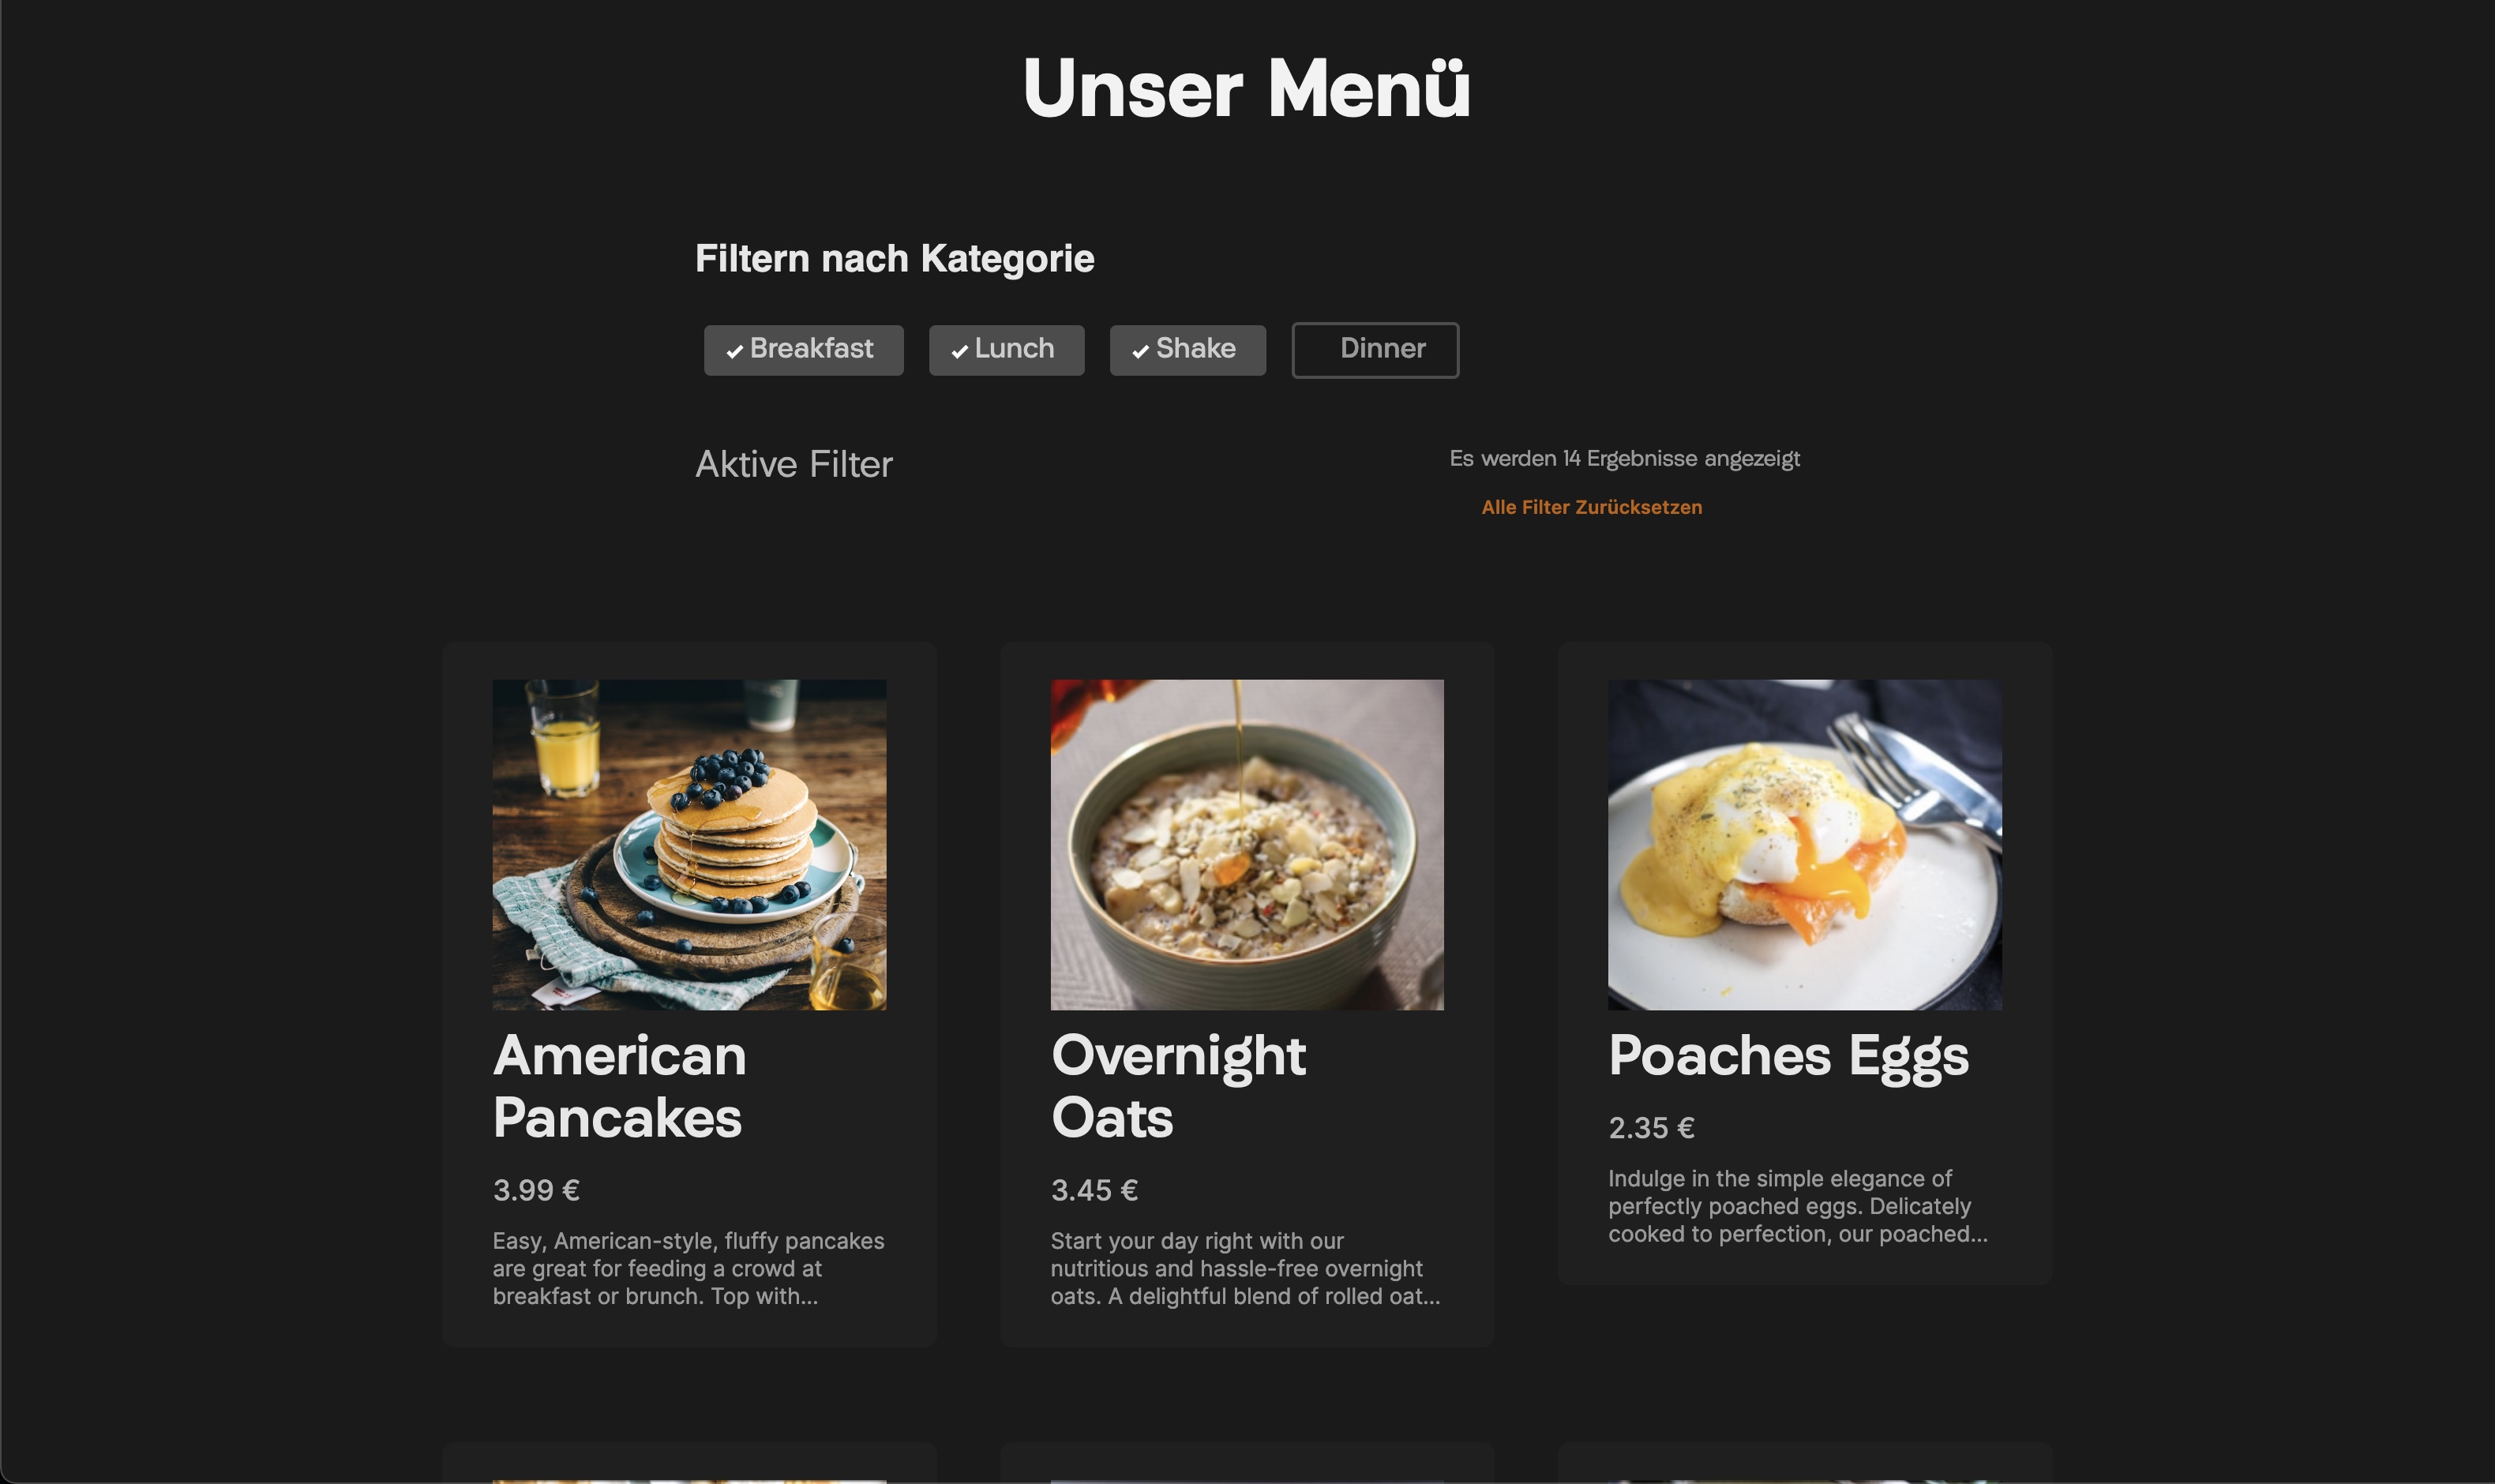 Unser Menü
Filtern nach Kategorie
Breakfast
Lunch
Shake
Dinner
Aktive Filter
Es werden 14 Ergebnisse angezeigt
Alle Filter Zurücksetzen
American
Pancakes
3.99 €
Easy, American-style, fluffy pancakes
are great for feeding a crowd at
breakfast or brunch. Top with...
Overnight
Oats
3.45 €
Start your day right with our
nutritious and hassle-free overnight
oats. A delightful blend of rolled oat...
Poaches Eggs
2.35 €
Indulge in the simple elegance of
perfectly poached eggs. Delicately
cooked to perfection, our poached...